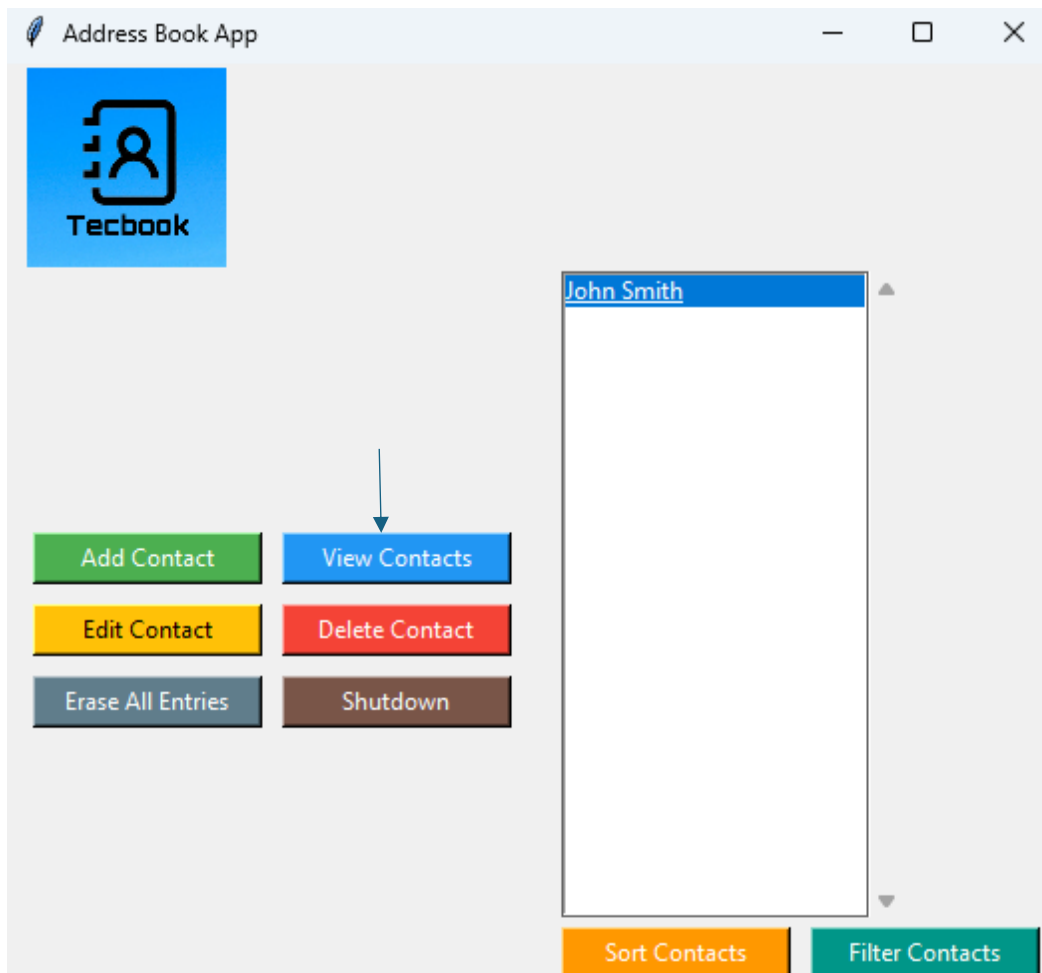 Address Book App
Tecbook
John Smith
Add Contact
View Contacts
Edit Contact
Delete Contact
Erase All Entries
Shutdown
Sort Contacts
Filter Contacts